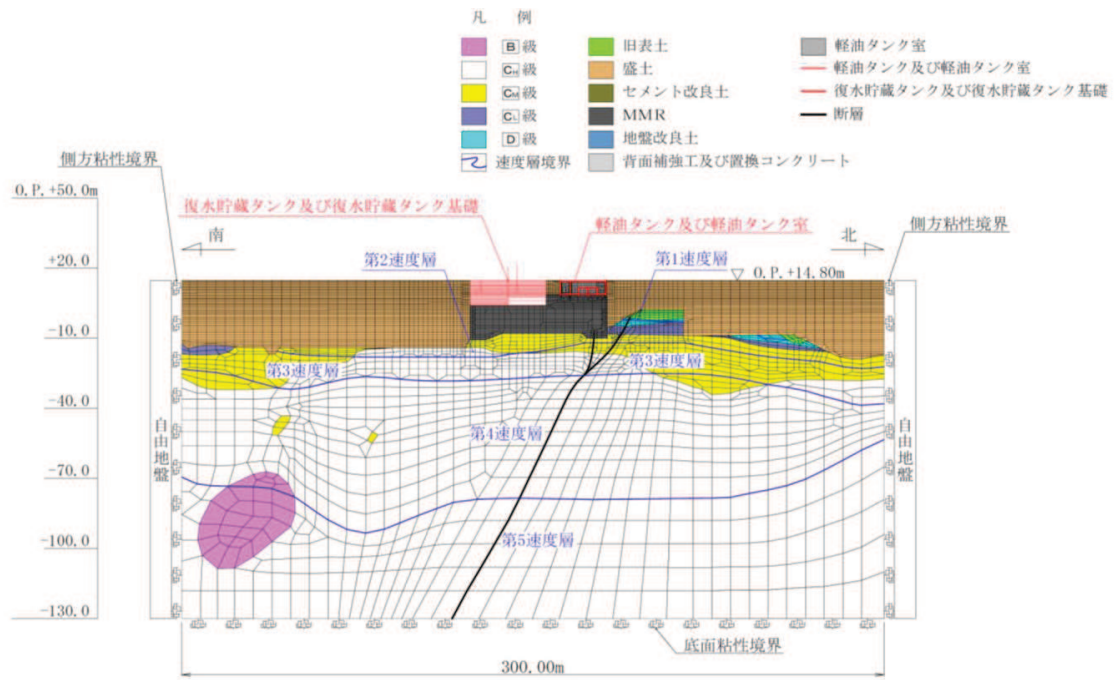 凡 例
B 級
CH 級
CM 級
CL 級
D 級
速度層境界
旧表土
盛土
セメント改良土
MMR
地盤改良土
背面補強工及び置換コンクリート
軽油タンク室
軽油タンク及び軽油タンク室
復水貯蔵タンク及び復水貯蔵タンク基礎
断層
側方粘性境界
O.P.+50.0m
復水貯蔵タンク及び復水貯蔵タンク基礎
軽油タンク及び軽油タンク室
側方粘性境界
南
北
+20.0
第2速度層
第1速度層
O.P.+14.80m
-10.0
第3速度層
第3速度層
-40.0
自由地盤
第4速度層
自由地盤
-70.0
第5速度層
-100.0
-130.0
底面粘性境界
300.00m